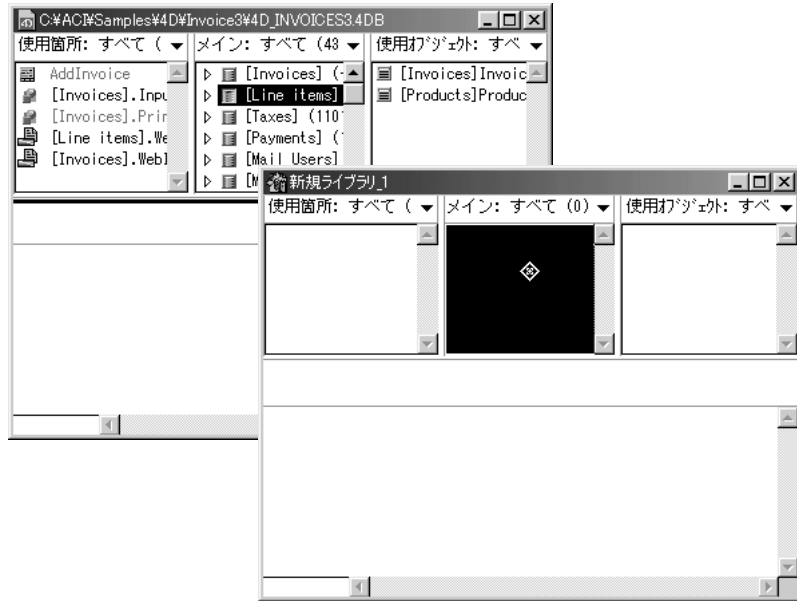 C:¥ACI¥Samples¥4D¥Invoice3¥4D_INVOICES3.4DB
使用箇所: すべて (
メイン: すべて (43
使用ｵﾌﾞｼﾞｪｸﾄ: すべ
AddInvoice
[Invoices].Inpu
[Invoices].Prin
[Line items].We
[Invoices].WebI
[Invoices] (
[Line items]
[Taxes] (110
[Payments] (
[Mail Users]
[Invoices]Invoic
[Products]Produc
新規ライブラリ_1
使用箇所: すべて (
メイン: すべて (0)
使用ｵﾌﾞｼﾞｪｸﾄ: すべ